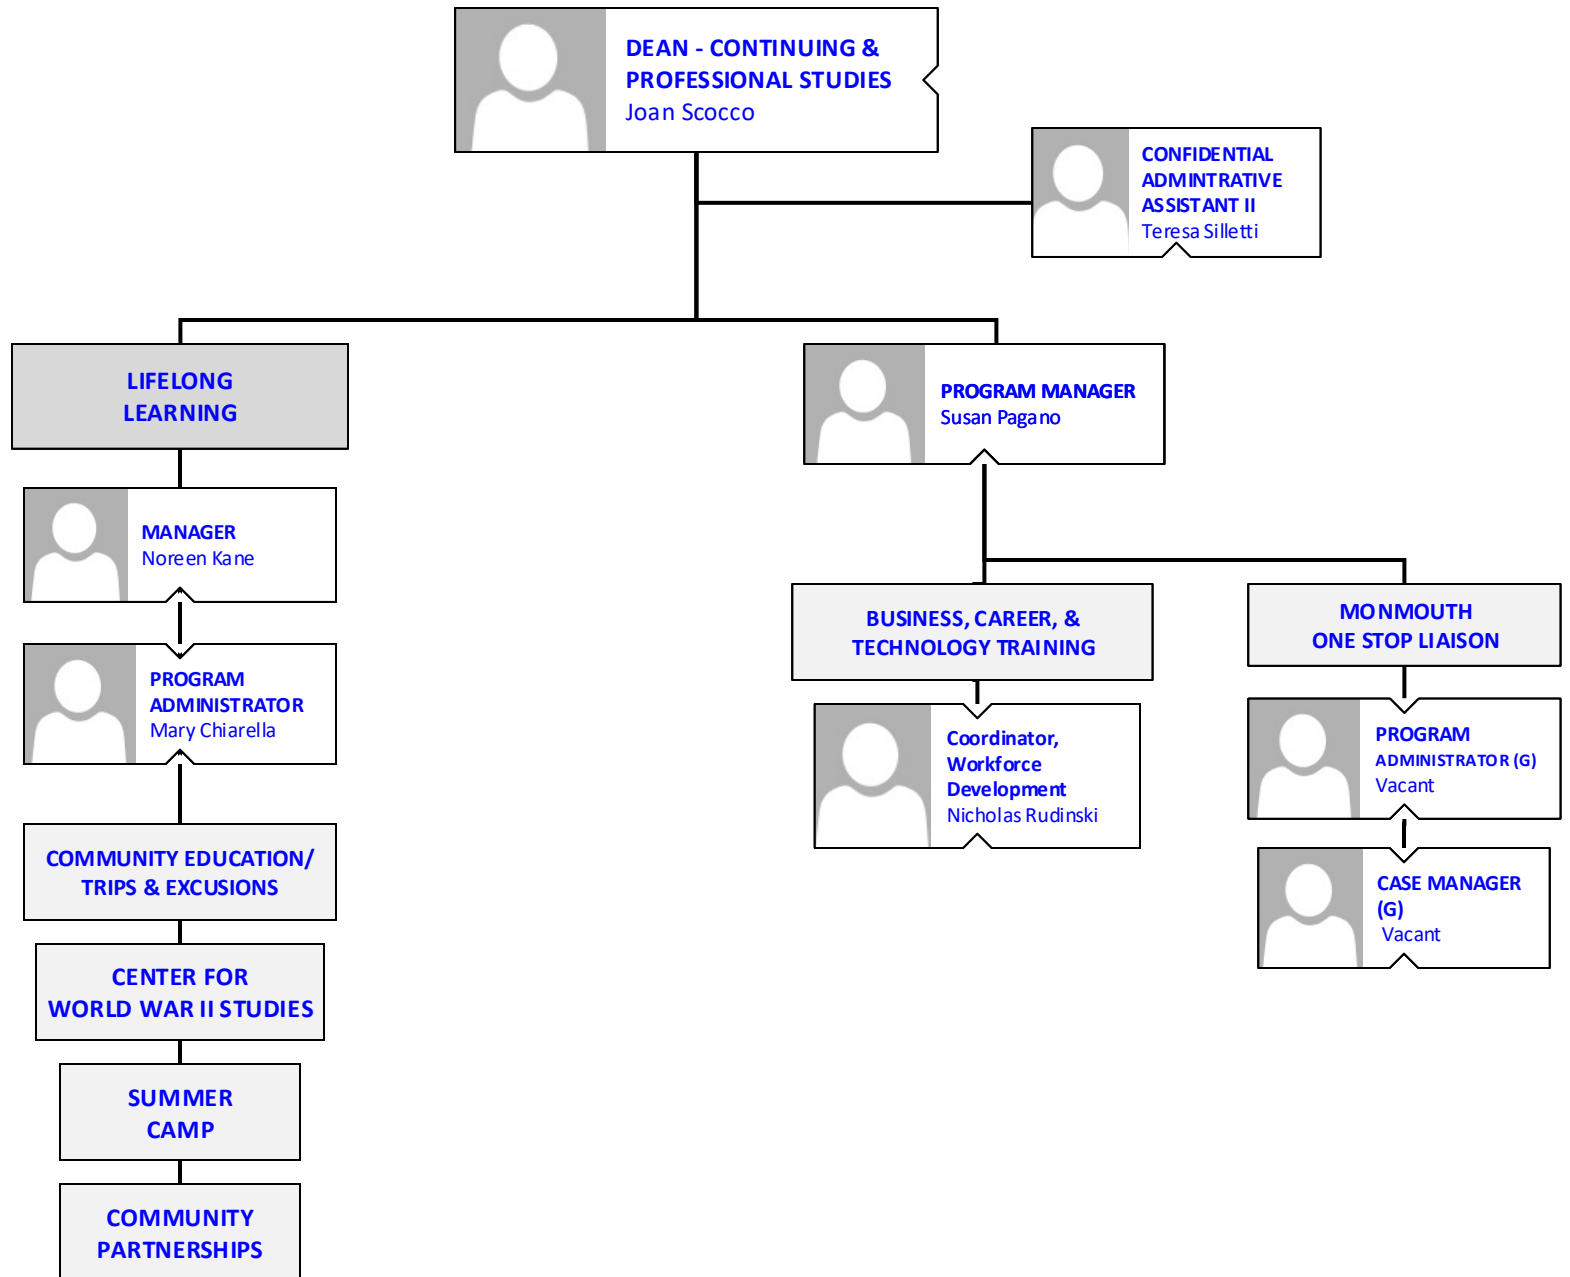 DEAN - CONTINUING &
PROFESSIONAL STUDIES
Joan Scocco
CONFIDENTIAL
ADMINTRATIVE
ASSISTANT II
Teresa Silletti
LIFELONG
LEARNING
PROGRAM MANAGER
Susan Pagano
MANAGER
Noreen Kane
PROGRAM
ADMINISTRATOR
Mary Chiarella
BUSINESS, CAREER, &
TECHNOLOGY TRAINING
MONMOUTH
ONE STOP LIAISON
Coordinator,
Workforce
Development
Nicholas Rudinski
PROGRAM
ADMINISTRATOR (G)
Vacant
CASE MANAGER
(G)
Vacant
COMMUNITY EDUCATION/
TRIPS & EXCUSIONS
CENTER FOR
WORLD WAR II STUDIES
SUMMER
CAMP
COMMUNITY
PARTNERSHIPS